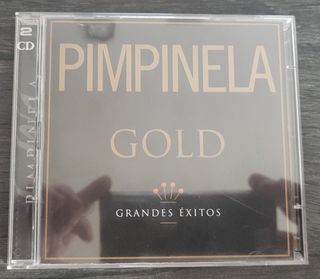 2
CD
PIMPINELA
PIMPINELA
GOLD
GRANDES ÉXITOS